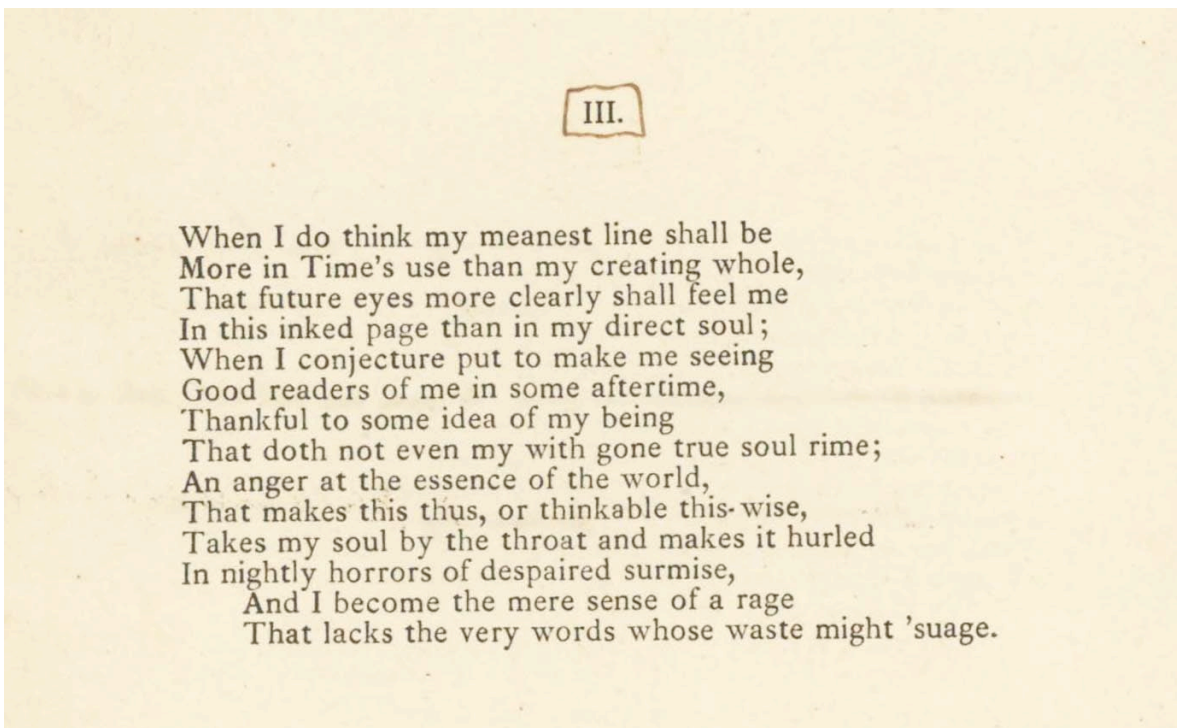 III.
When I do think my meanest line shall be
More in Time's use than my creating whole,
That future eyes more clearly shall feel me
In this inked page than in my direct soul;
When I conjecture put to make me seeing
Good readers of me in some aftertime,
Thankful to some idea of my being
That doth not even my with gone true soul rime;
An anger at the essence of the world,
That makes this thus, or thinkable this-wise,
Takes my soul by the throat and makes it hurled
In nightly horrors of despaired surmise,
And I become the mere sense of a rage
That lacks the very words whose waste might 'suage.